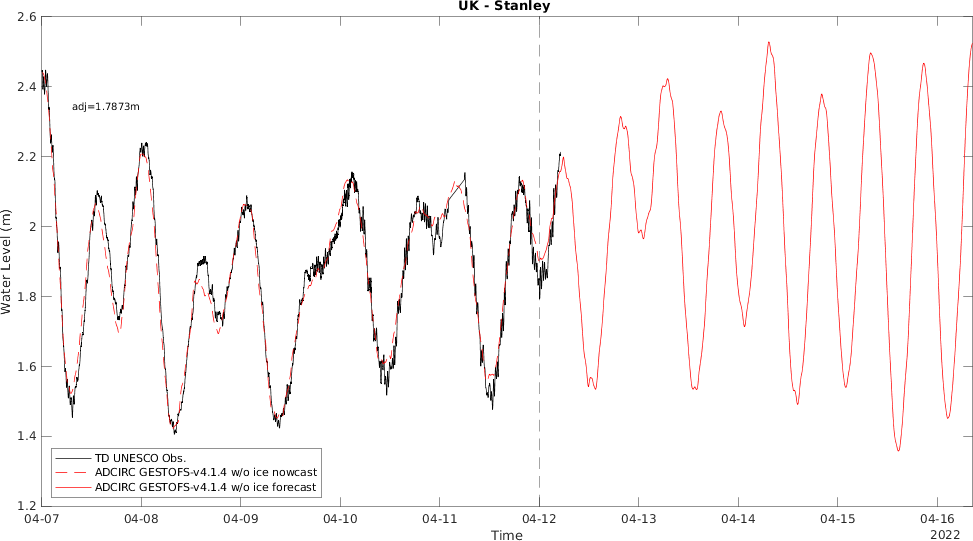 UK - Stanley
2.6
2.4
2.2
2
1.8
1.6
1.4
1.2
Water Level (m)
adj=1.7873m
TD UNESCO Obs.
ADCIRC GESTOFS-v4.1.4 w/o ice nowcast
ADCIRC GESTOFS-v4.1.4 w/o ice forecast
04-07 04-08 04-09 04-10 04-11 04-12 04-13 04-14 04-15 04-16
2022
Time